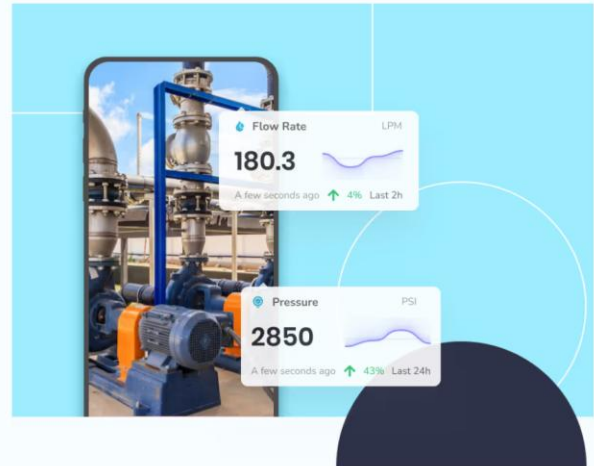 Flow Rate LPM
180.3
A few seconds ago 4% Last 2h
Pressure PSI
2850
A few seconds ago 43% Last 24h